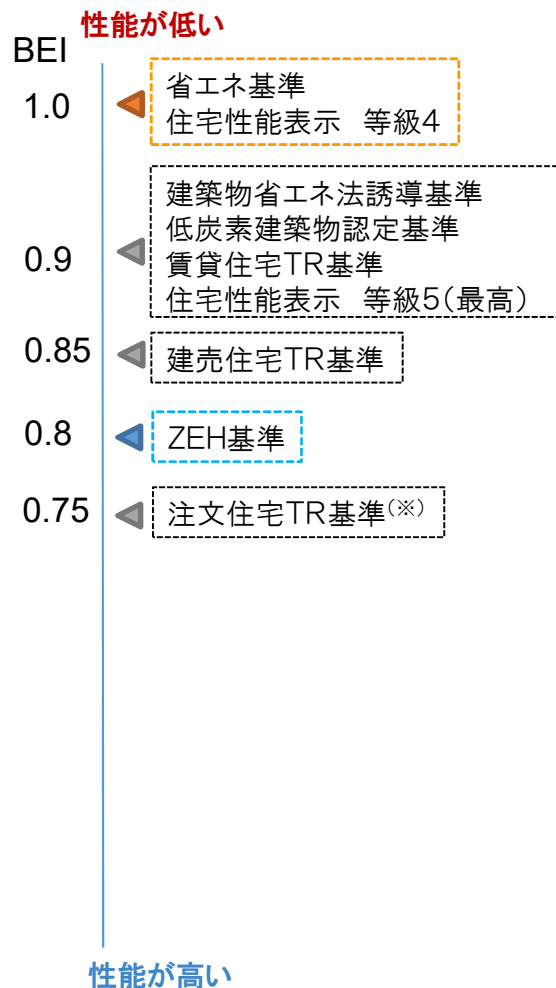 性能が低い
BEI
1.0
省エネ基準
住宅性能表示　等級4
0.9
建築物省エネ法誘導基準
低炭素建築物認定基準
賃貸住宅TR基準
住宅性能表示　等級5(最高)
0.85
建売住宅TR基準
0.8
ZEH基準
0.75
注文住宅TR基準(※)
性能が高い